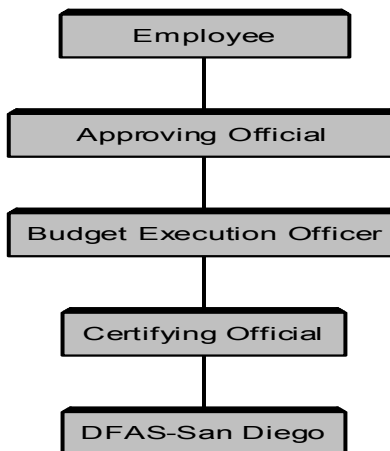 Employee
Approving Official
Budget Execution Officer
Certifying Official
DFAS-San Diego